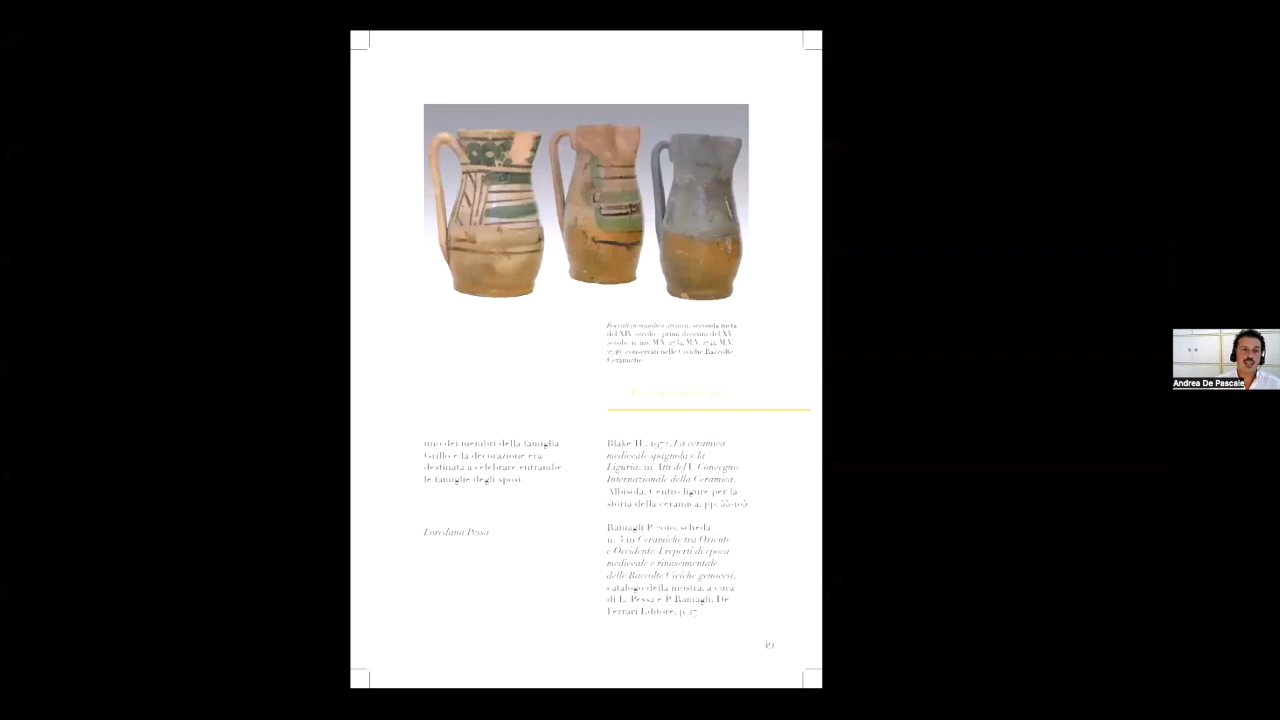 Boccali in maiolica arcaica, seconda metà
del XIV secolo - primi decenni del XV
secolo, n. inv. M.V. 2734, M.V. 2744, M.V.
conservati nelle Civiche Raccolte
Ceramiche
uno dei membri della famiglia
Grillo e la decorazione era
destinata a celebrare entrambe
le famiglie degli sposi.
Loredana Pessa
Blake H., 1972, La ceramica
medievale spagnola e la
Liguria, in Atti del V Convegno
Internazionale della Ceramica,
Albisola, Centro ligure per la
storia della ceramica, pp. 55-105
Ramagli P. 2010, scheda
n. 3 in Ceramiche tra Oriente
e Occidente. I reperti di epoca
medievale e rinascimentale
delle Raccolte Civiche genovesi,
catalogo della mostra, a cura
di L. Pessa e P. Ramagli, De
Ferrari Editore, p. 17
19
Andrea De Pascale